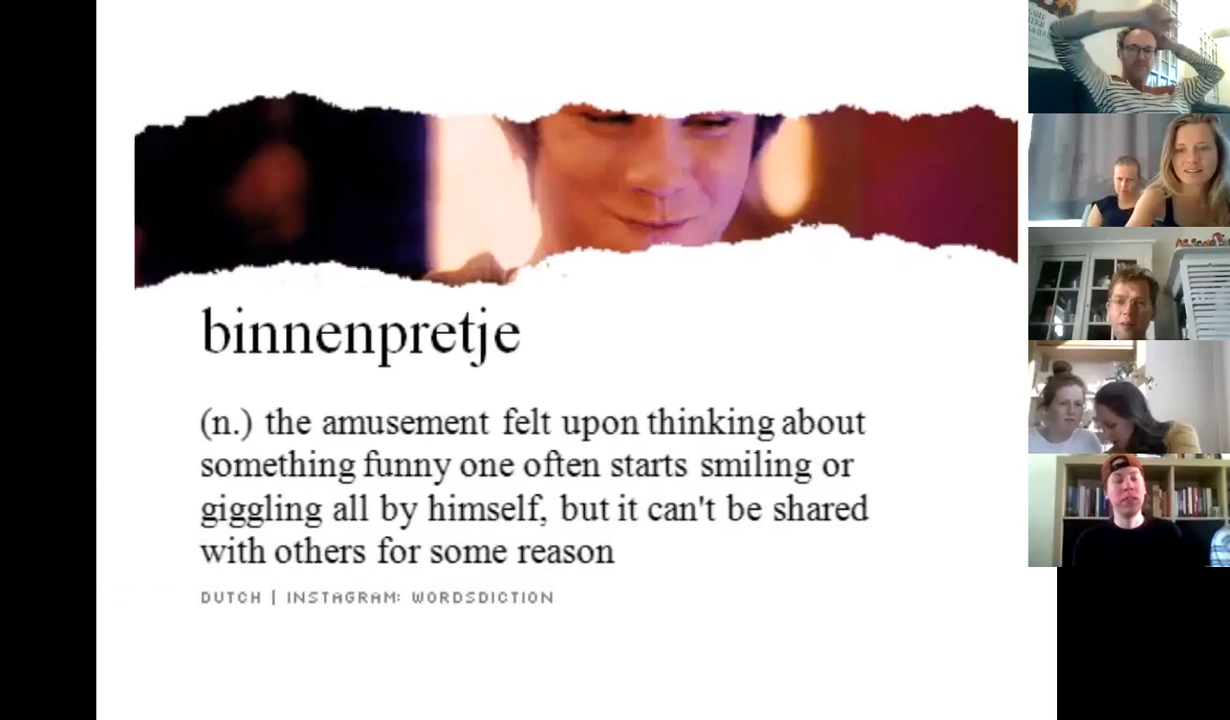 binnenpretje
(n.) the amusement felt upon thinking about
something funny one often starts smiling or
giggling all by himself, but it can't be shared
with others for some reason
DUTCH | INSTAGRAM: WORDSDICTION